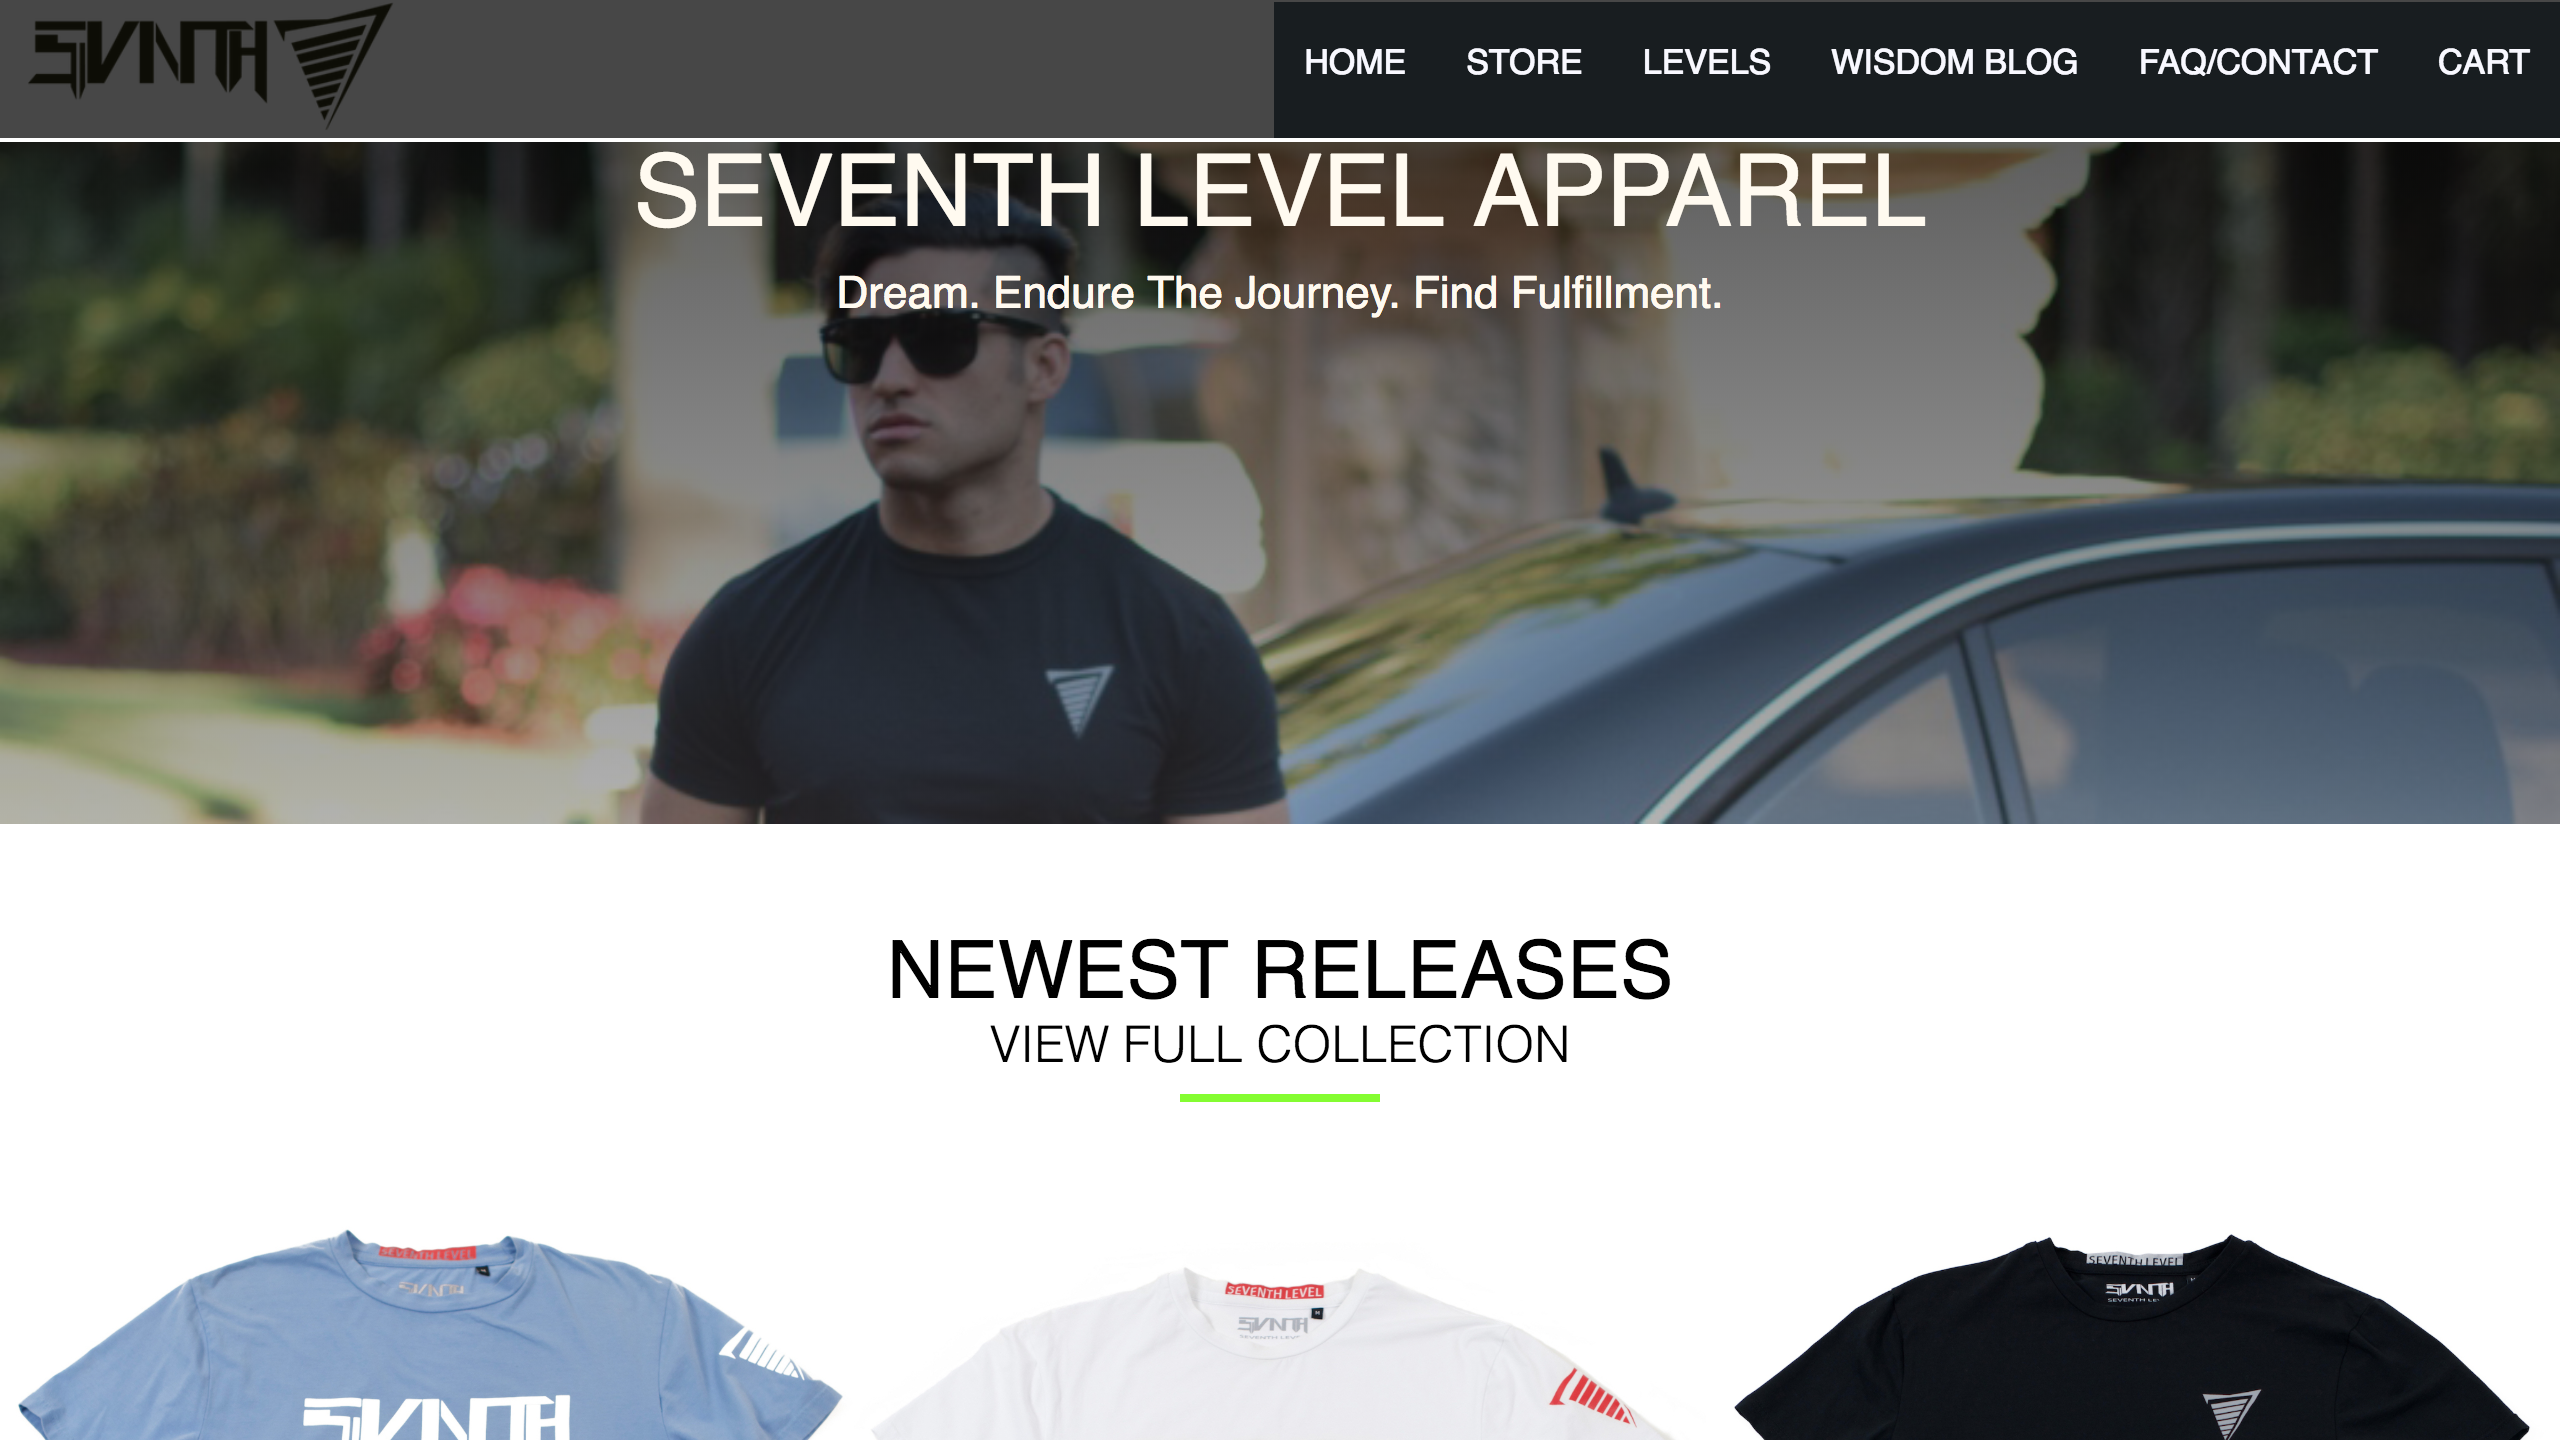 SVNTH
HOME STORE LEVELS WISDOM BLOG FAQ/CONTACT CART
SEVENTH LEVEL APPAREL
Dream. Endure The Journey. Find Fulfillment.
NEWEST RELEASES
VIEW FULL COLLECTION
SEVENTH LEVEL
SVNTH
SVNTH
SEVENTH LEVEL
M
SVNTH
SEVENTH LEVEL
SVNTH